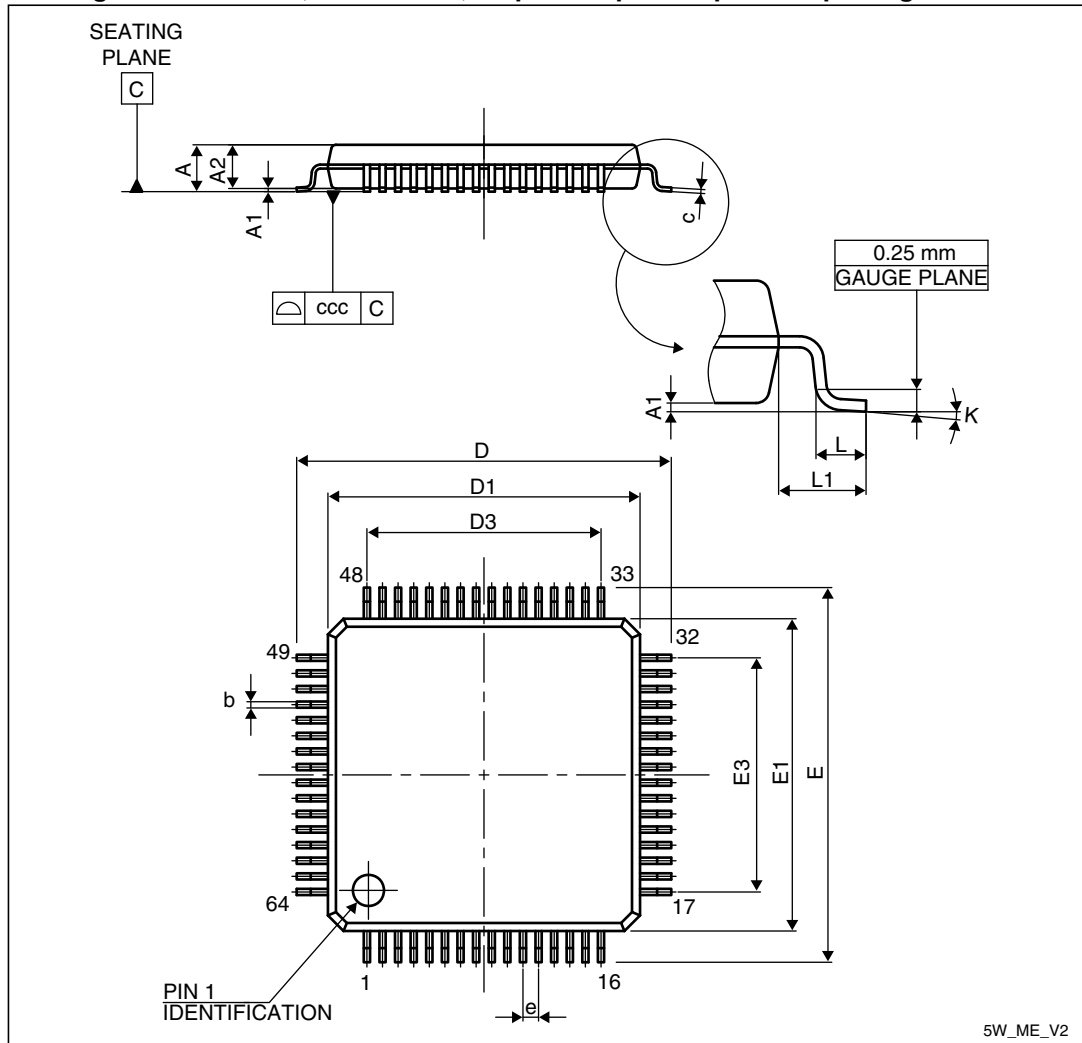 SEATING
PLANE
C
A
A2
A1
c
0.25 mm
GAUGE PLANE
ccc C
A1
K
L
L1
D
D1
D3
48
33
49
32
b
E3
E1
E
64
17
1
16
PIN 1
IDENTIFICATION
e
5W_ME_V2